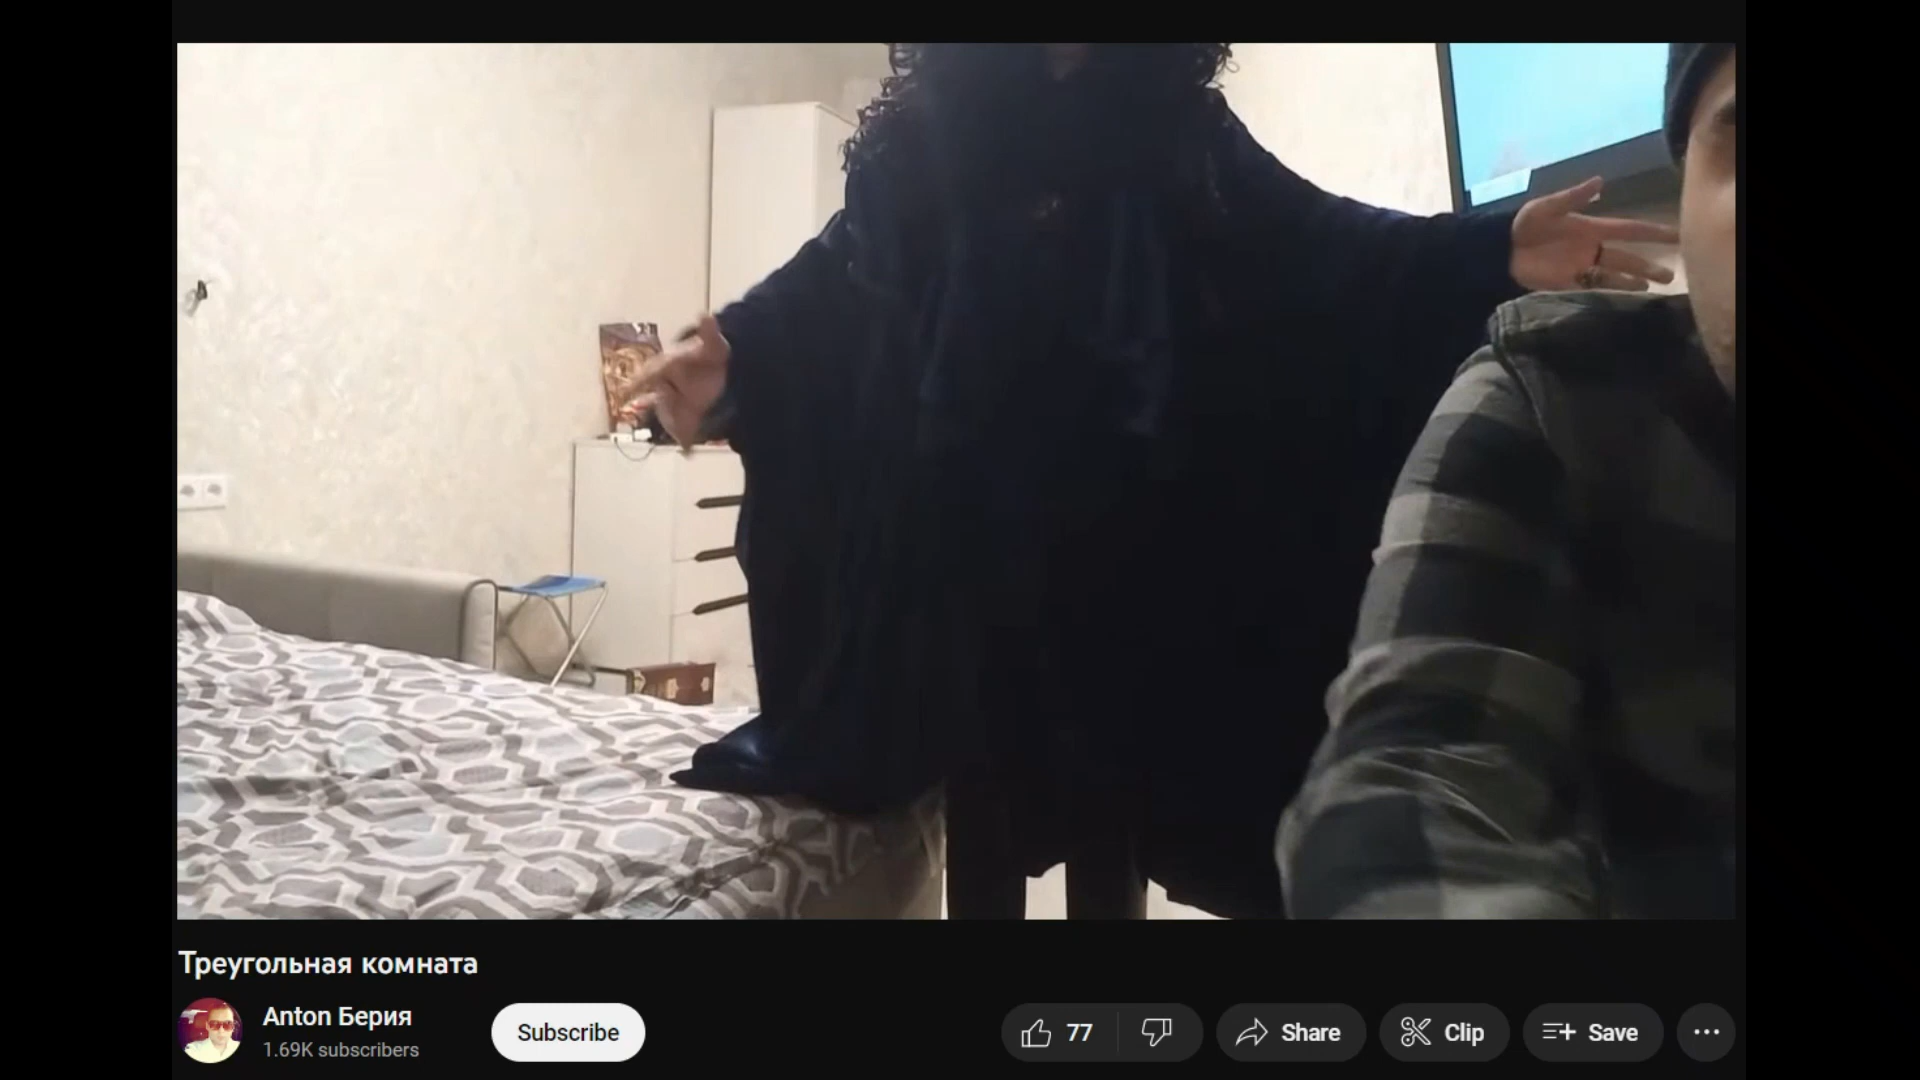 Треугольная комната
Anton Берия
1.69K subscribers
Subscribe
77
Share
Clip
Save